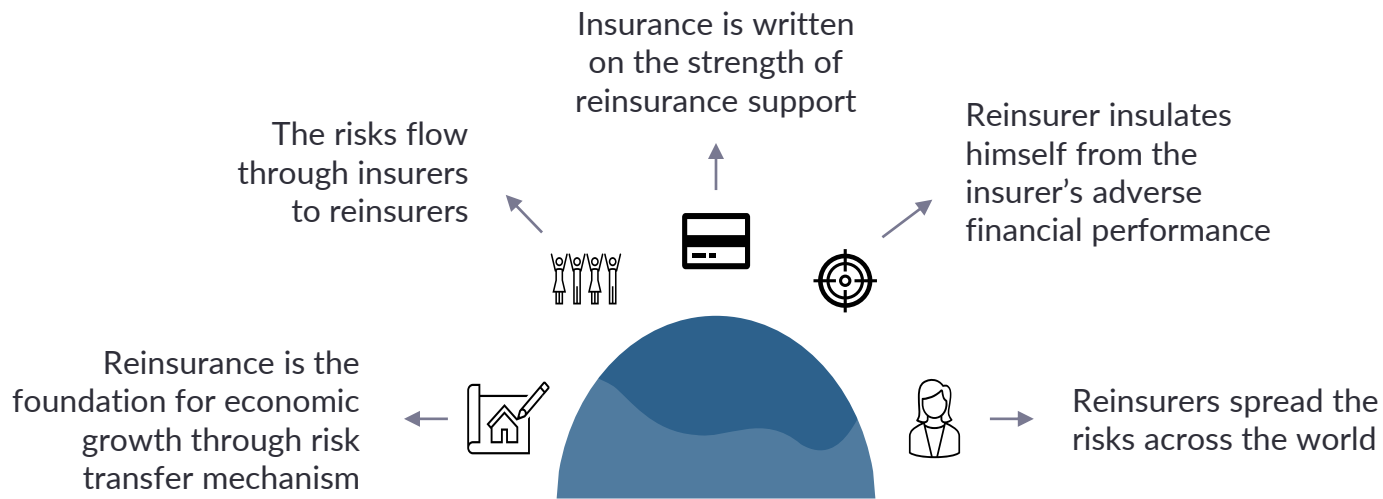 Insurance is written
on the strength of
reinsurance support
The risks flow
through insurers
to reinsurers
Reinsurer insulates
himself from the
insurer’s adverse
financial performance
Reinsurance is the
foundation for economic
growth through risk
transfer mechanism
Reinsurers spread the
risks across the world